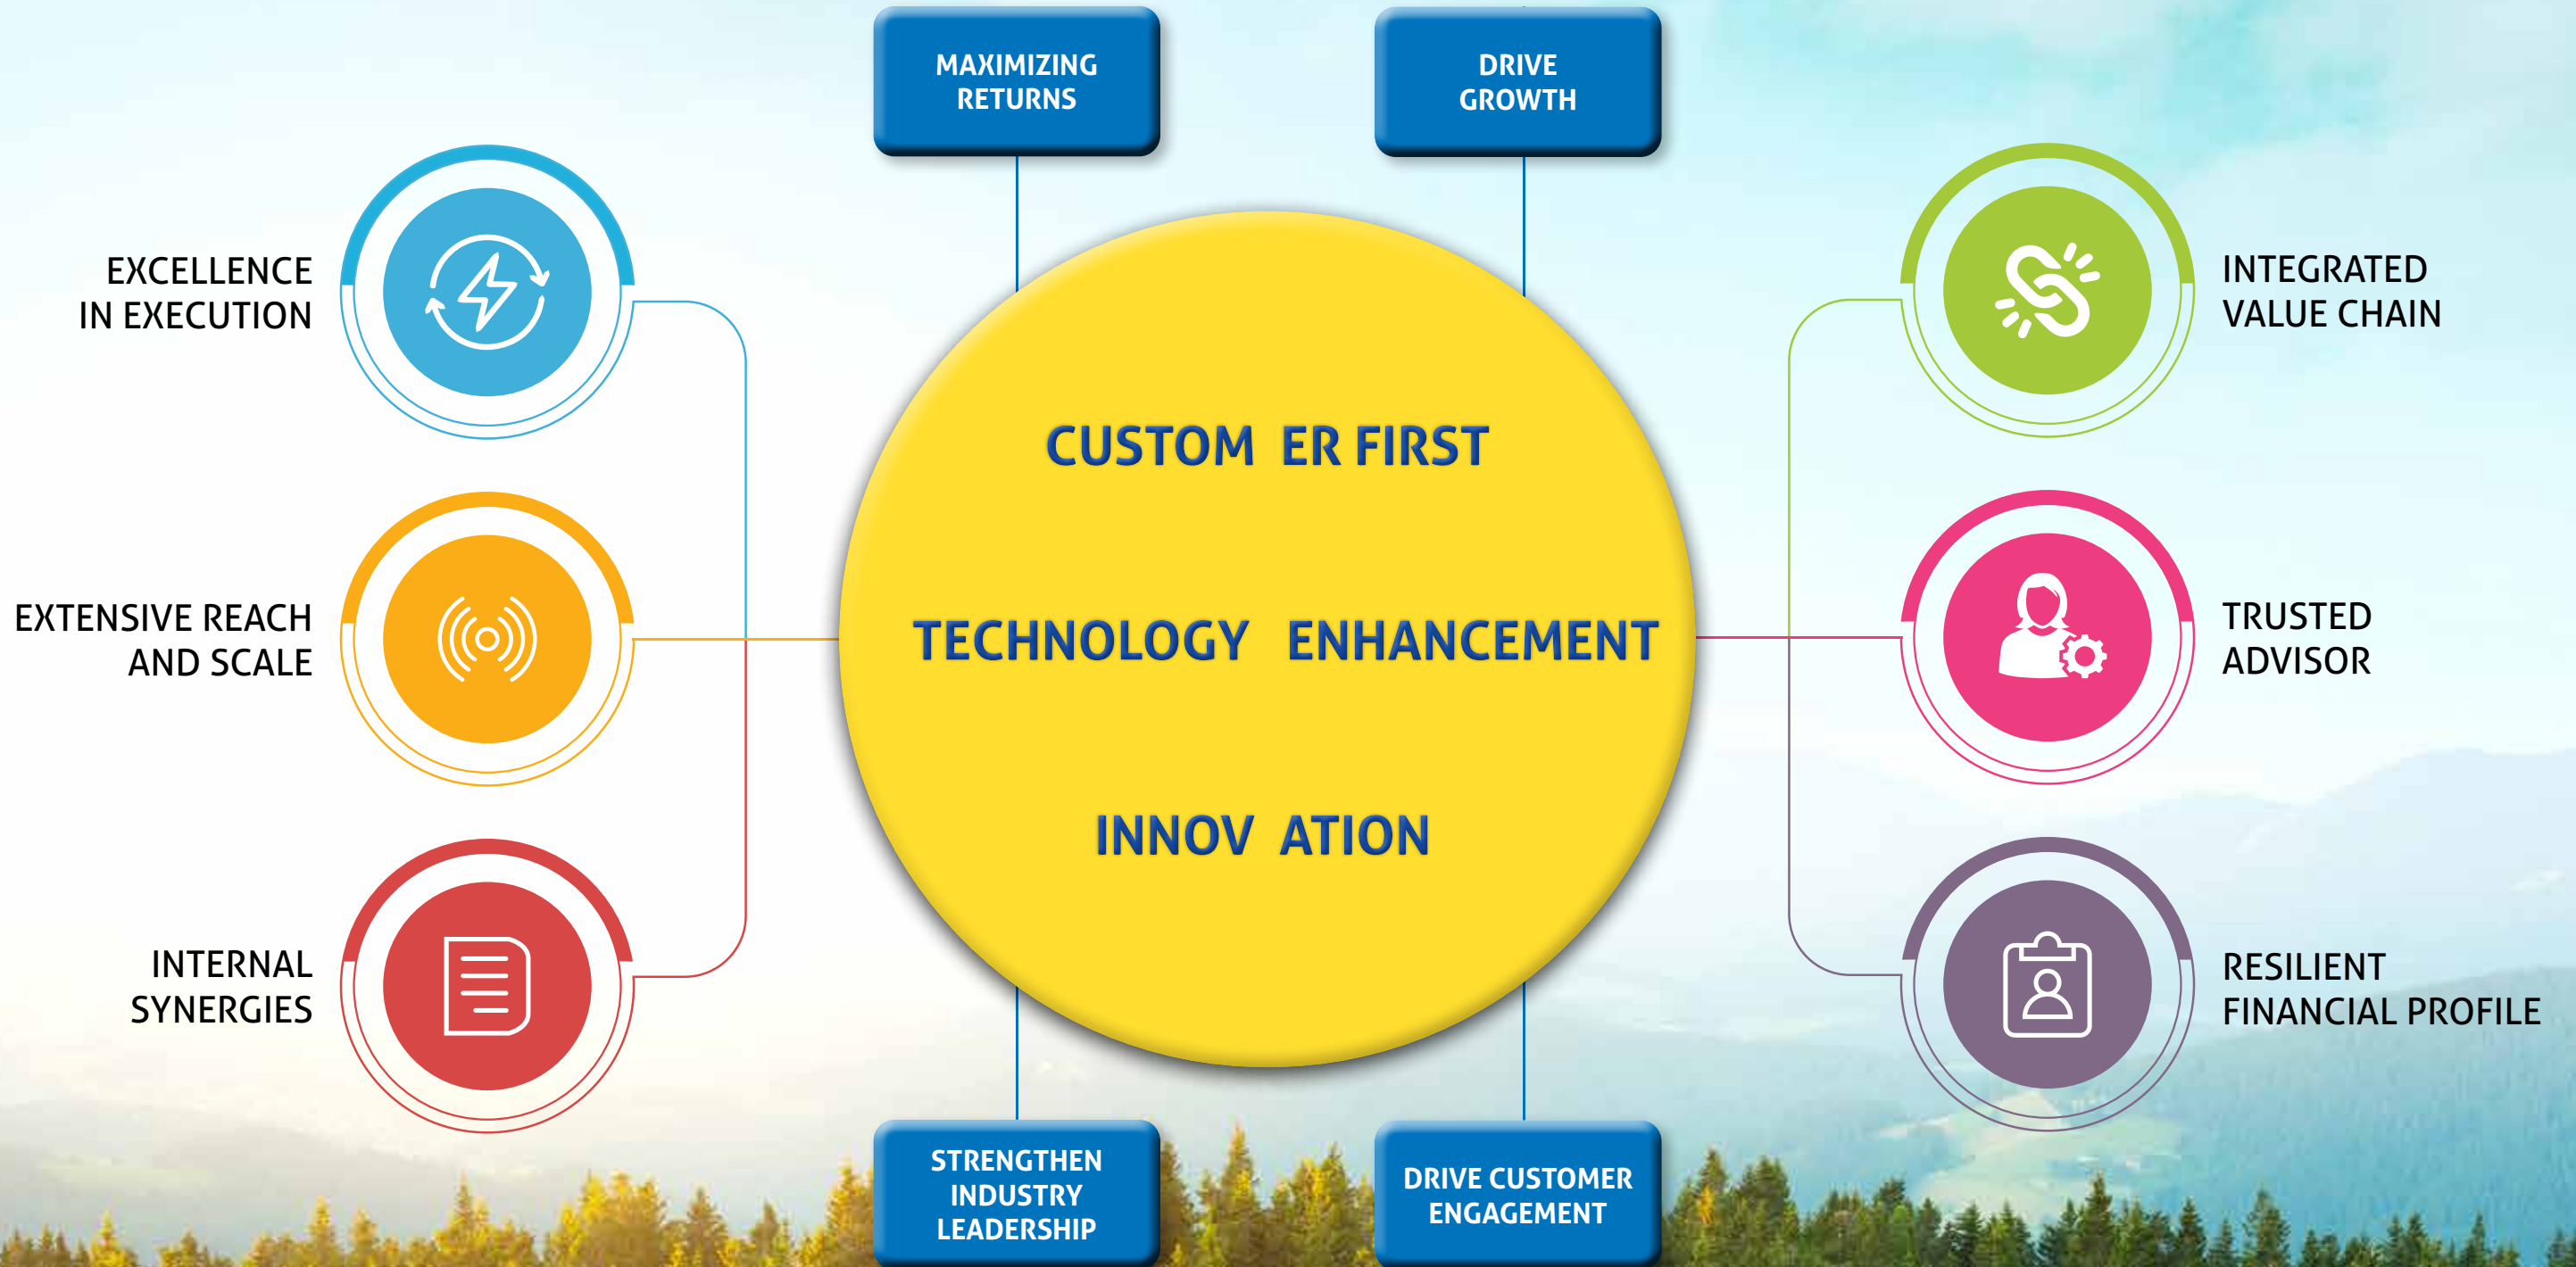 MAXIMIZING
RETURNS
DRIVE
GROWTH
EXCELLENCE
IN EXECUTION
EXTENSIVE REACH
AND SCALE
INTERNAL
SYNERGIES
CUSTOM ER FIRST
TECHNOLOGY ENHANCEMENT
INNOV ATION
INTEGRATED
VALUE CHAIN
TRUSTED
ADVISOR
RESILIENT
FINANCIAL PROFILE
STRENGTHEN
INDUSTRY
LEADERSHIP
DRIVE CUSTOMER
ENGAGEMENT